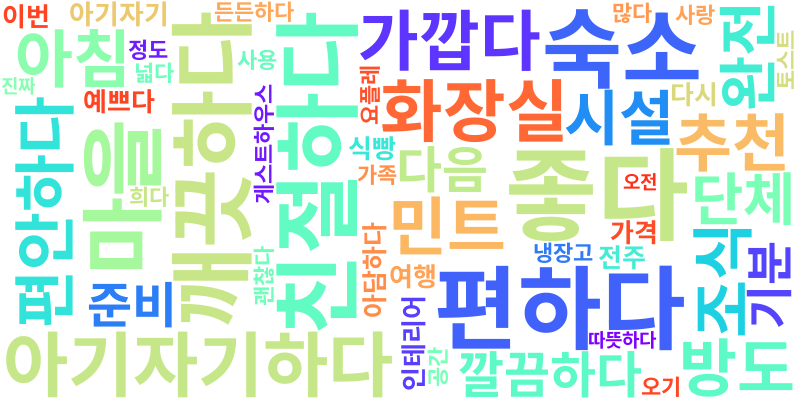 이번
아기자기
든든하다
많다
사랑
아침
정도
넓다
사용
가깝다
숙소
완전
토스트
진짜
예쁘다
요플레
화장실
시설
다시
편안하다
마을
깨끗하다
친절하다
게스트하우스
식빵
가족
다음
좋다
추천
오전
단체
희다
민트
가격
냉장고
전주
조식
기분
괜찮다
아담하다
여행
준비
편하다
따뜻하다
인테리어
공간
아기자기하다
깔끔하다
오기
방도